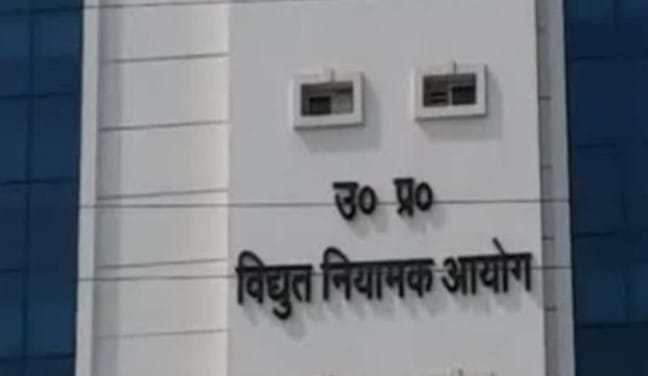 उ० प्र०
विद्युत नियामक आयोग